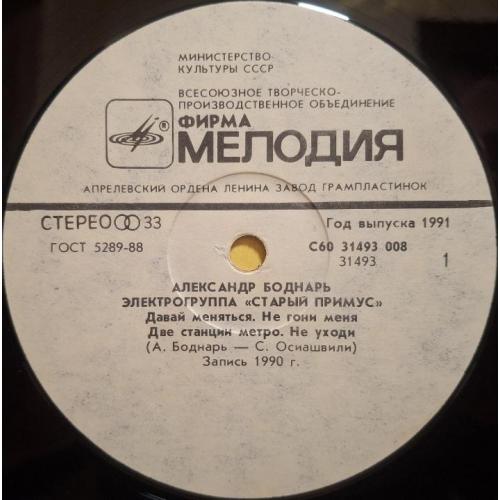 МИНИСТЕРСТВО
КУЛЬТУРЫ СССР
ВСЕСОЮЗНОЕ ТВОРЧЕСКО-
ПРОИЗВОДСТВЕННОЕ ОБЪЕДИНЕНИЕ
®
ФИРМА
МЕЛОДИЯ
АПРЕЛЕВСКИЙ ОРДЕНА ЛЕНИНА ЗАВОД ГРАМПЛАСТИНОК
СТЕРЕО 33
Год выпуска 1991
ГОСТ 5289-88
С60 31493 008
31493
1
АЛЕКСАНДР БОДНАРЬ
ЭЛЕКТРОГРУППА «СТАРЫЙ ПРИМУС»
Давай меняться. Не гони меня
Две станции метро. Не уходи
(А. Боднарь — С. Осиашвили)
Запись 1990 г.